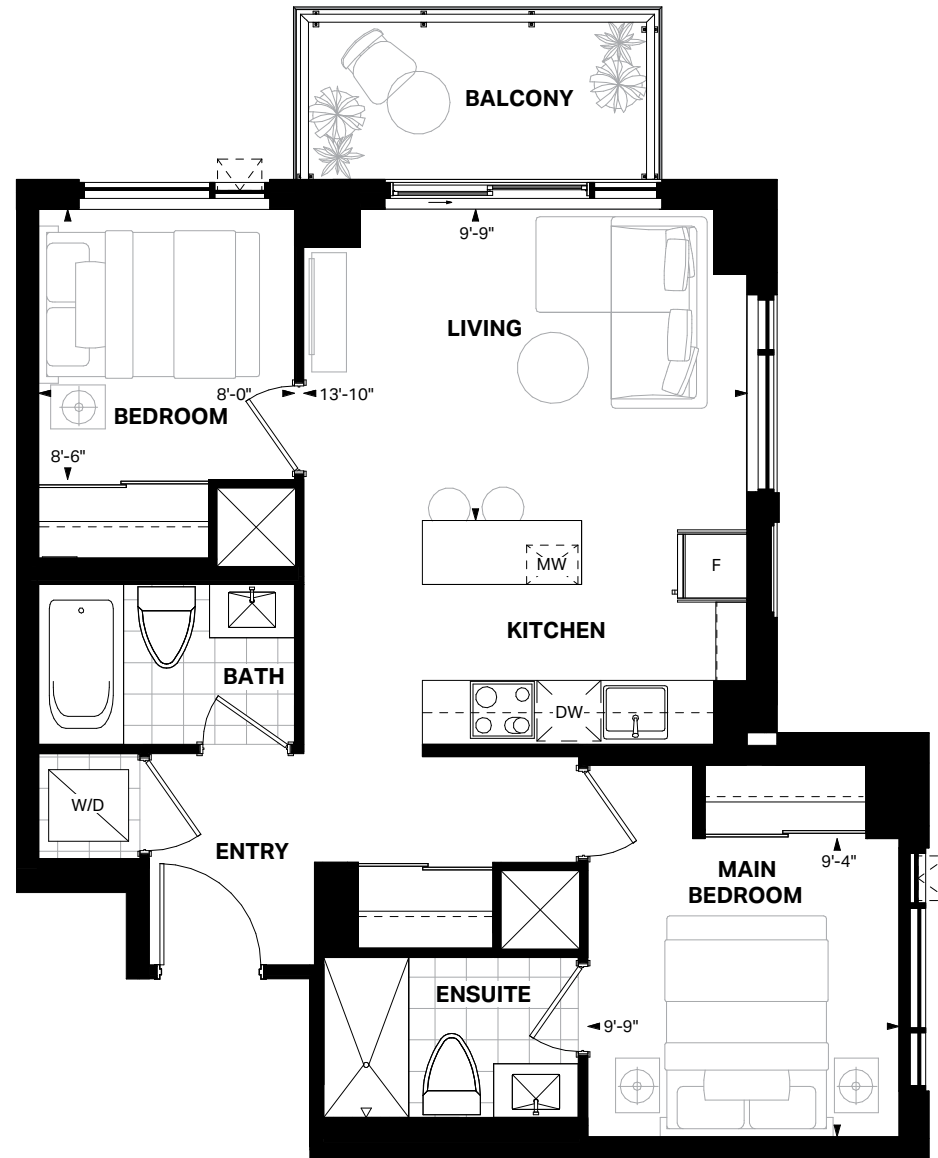 BALCONY
9'-9"
LIVING
8'-0"
13'-10"
BEDROOM
8'-6"
MW
F
KITCHEN
BATH
DW
W/D
ENTRY
9'-4"
MAIN
BEDROOM
ENSUITE
9'-9"